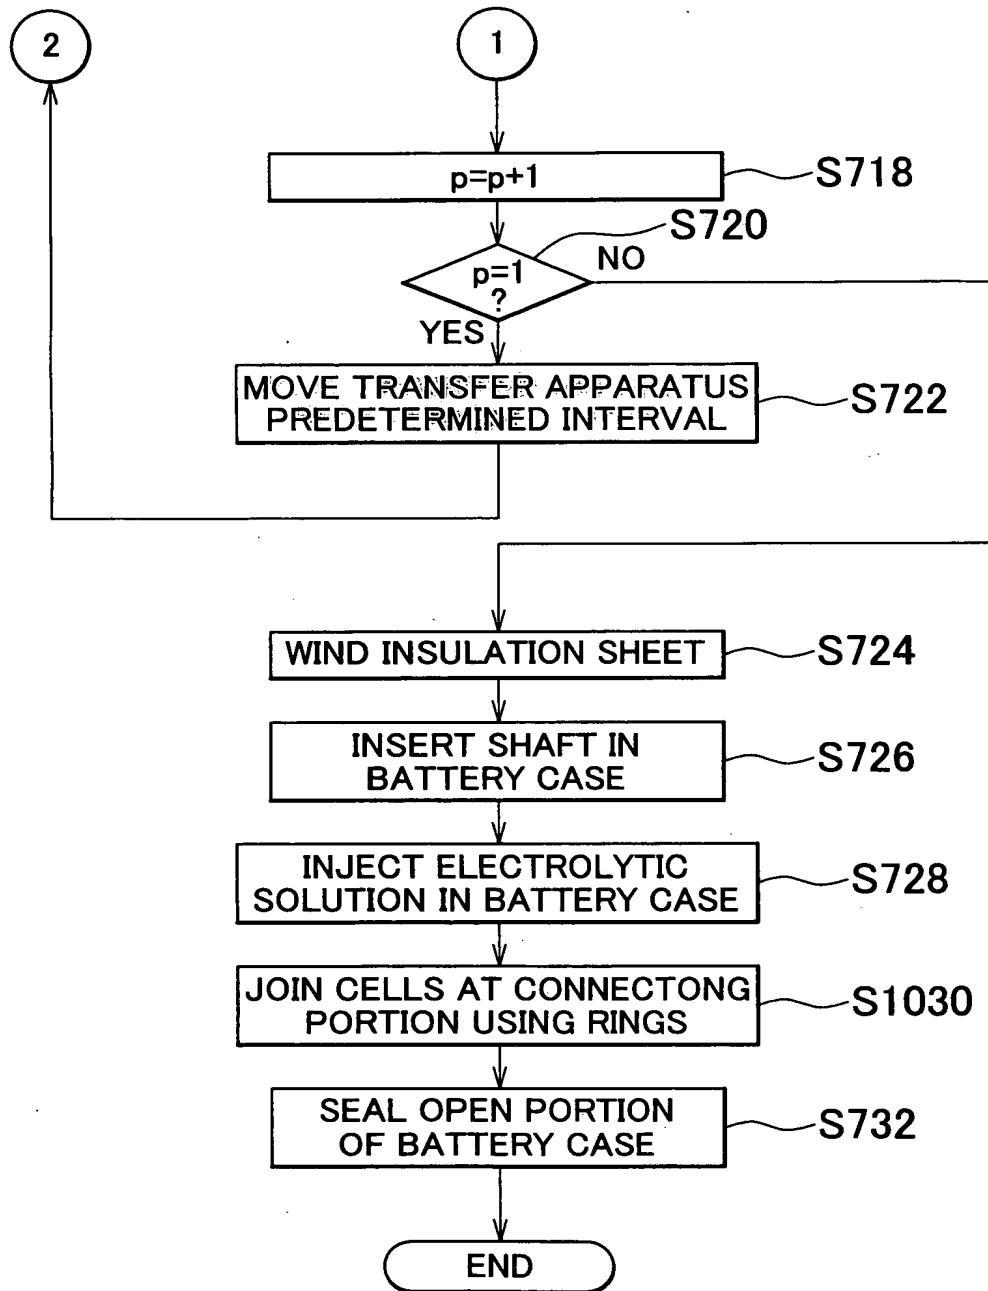 2
1
p=p+1
S718
S720
p=1
?
NO
YES
MOVE TRANSFER APPARATUS
PREDETERMINED INTERVAL
S722
WIND INSULATION SHEET
S724
INSERT SHAFT IN
BATTERY CASE
S726
INJECT ELECTROLYTIC
SOLUTION IN BATTERY CASE
S728
JOIN CELLS AT CONNECTONG
PORTION USING RINGS
S1030
SEAL OPEN PORTION
OF BATTERY CASE
S732
END